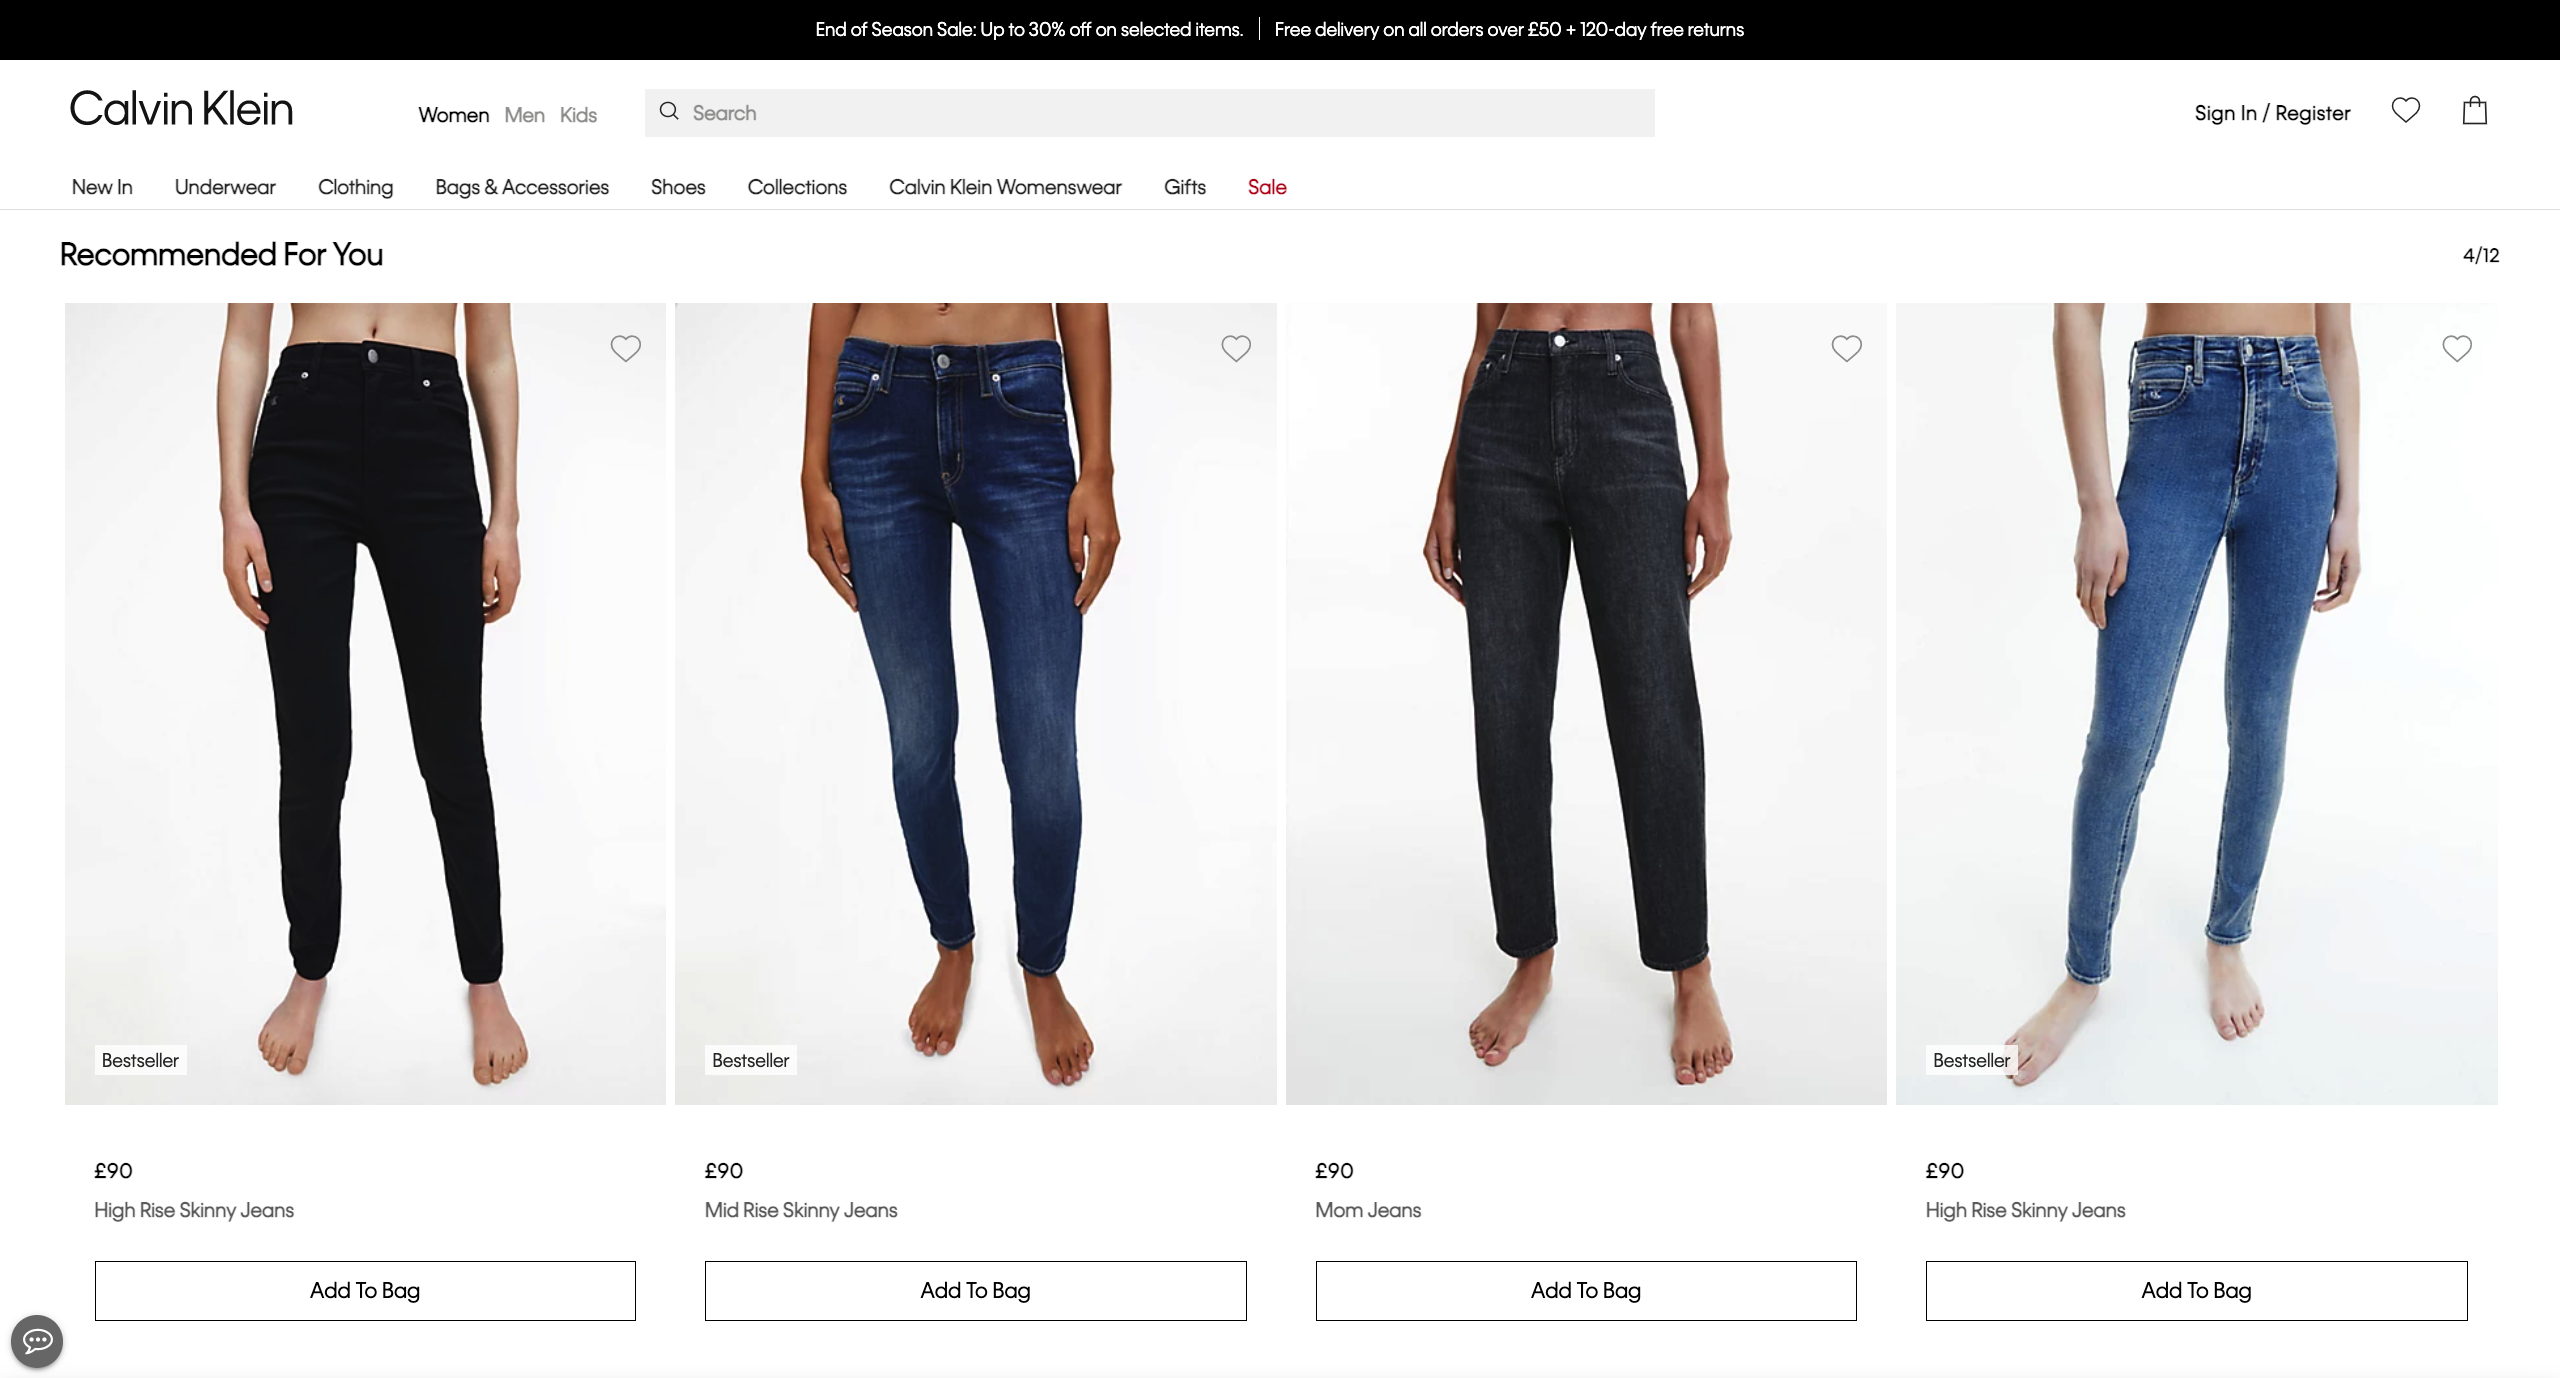 End of Season Sale: Up to 30% off on selected items. Free delivery on all orders over £50 + 120-day free returns
Calvin Klein Women Men Kids Search Sign In / Register
New In Underwear Clothing Bags & Accessories Shoes Collections Calvin Klein Womenswear Gifts Sale
Recommended For You 4/12
Bestseller Bestseller Bestseller
£90 £90 £90 £90
High Rise Skinny Jeans Mid Rise Skinny Jeans Mom Jeans High Rise Skinny Jeans
Add To Bag Add To Bag Add To Bag Add To Bag